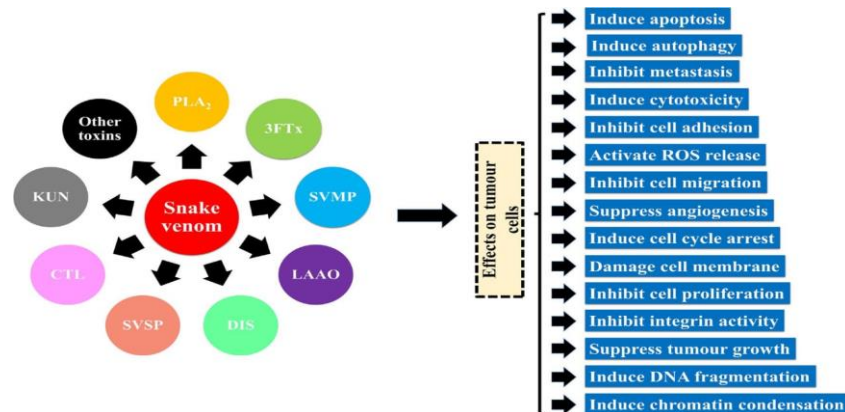 PLA₂
3FTx
SVMP
LAAO
DIS
SVSP
CTL
KUN
Other
toxins
Snake
venom
Effects on tumour
cells
Induce apoptosis
Induce autophagy
Inhibit metastasis
Induce cytotoxicity
Inhibit cell adhesion
Activate ROS release
Inhibit cell migration
Suppress angiogenesis
Induce cell cycle arrest
Damage cell membrane
Inhibit cell proliferation
Inhibit integrin activity
Suppress tumour growth
Induce DNA fragmentation
Induce chromatin condensation